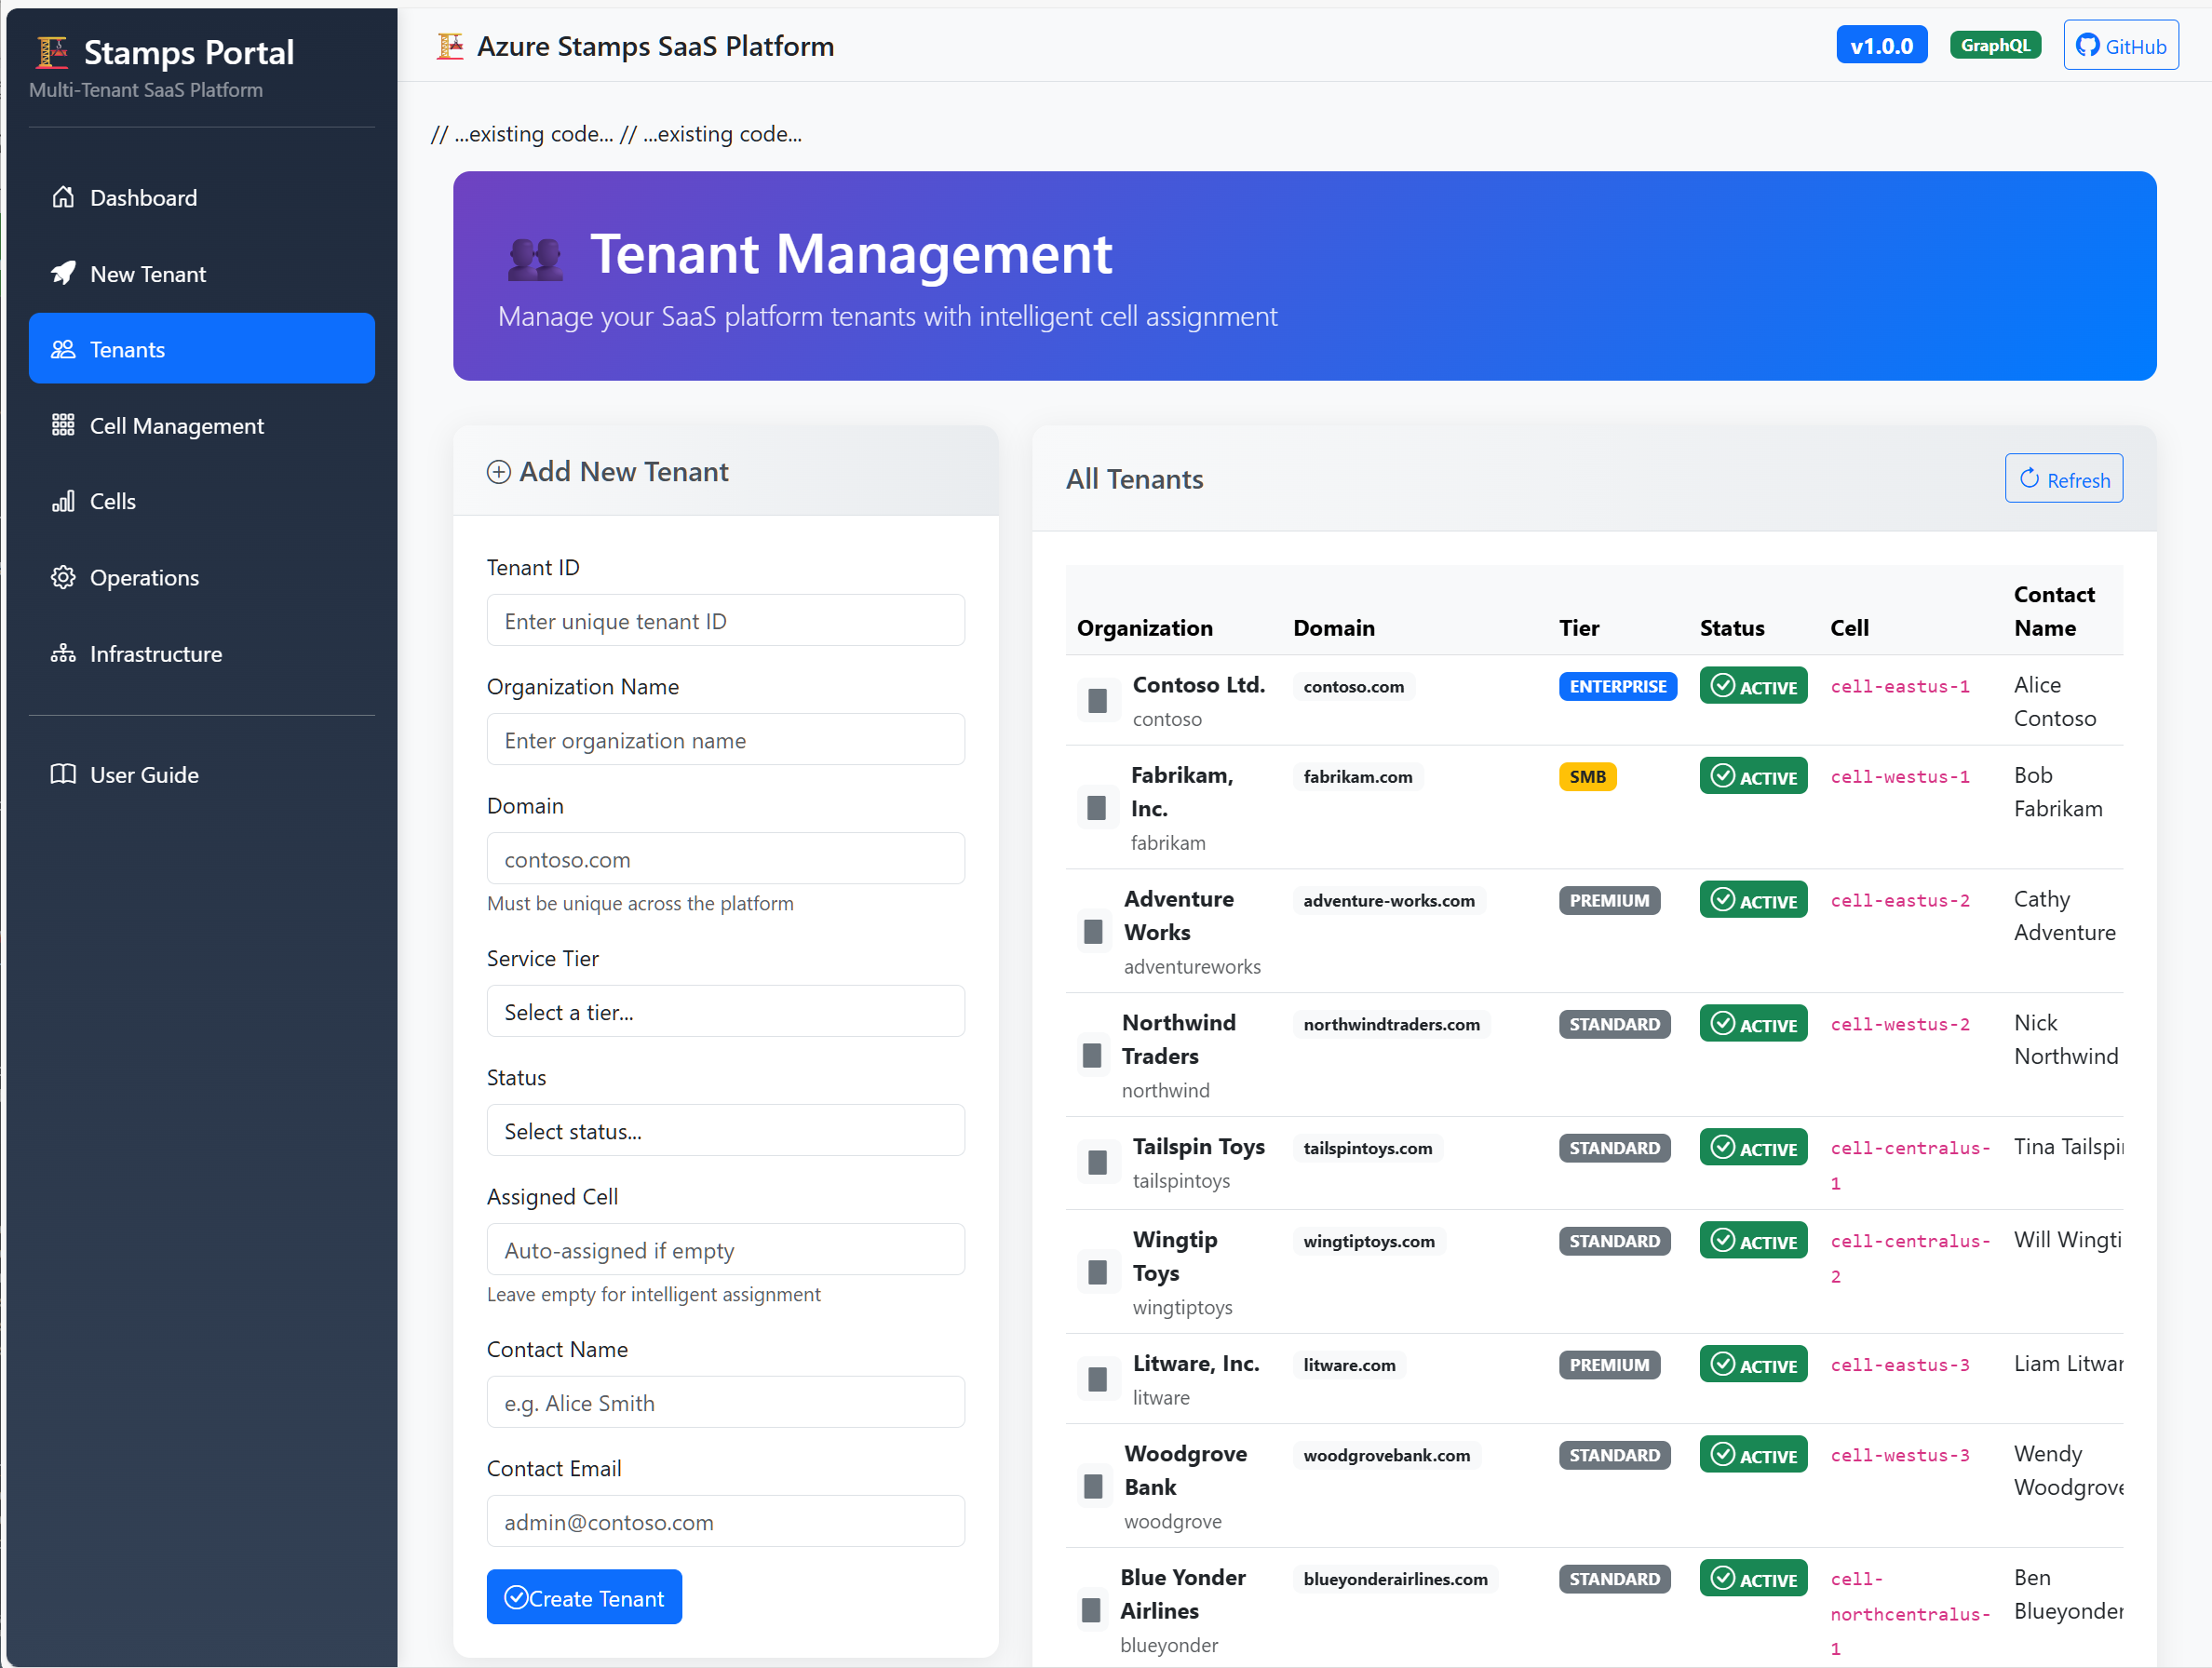 Stamps Portal
Multi-Tenant SaaS Platform
Dashboard
New Tenant
Tenants
Cell Management
Cells
Operations
Infrastructure
User Guide
Azure Stamps SaaS Platform
v1.0.0
GraphQL
GitHub
// ...existing code... // ...existing code...
Tenant Management
Manage your SaaS platform tenants with intelligent cell assignment
Add New Tenant
Tenant ID
Enter unique tenant ID
Organization Name
Enter organization name
Domain
contoso.com
Must be unique across the platform
Service Tier
Select a tier...
Status
Select status...
Assigned Cell
Auto-assigned if empty
Leave empty for intelligent assignment
Contact Name
e.g. Alice Smith
Contact Email
admin@contoso.com
Create Tenant
All Tenants
Refresh
Organization Domain Tier Status Cell Contact
Name
Contoso Ltd. contoso.com ENTERPRISE ACTIVE cell-eastus-1 Alice
contoso Contoso
Fabrikam, fabrikam.com SMB ACTIVE cell-westus-1 Bob
Inc. Fabrikam
fabrikam
Adventure adventure-works.com PREMIUM ACTIVE cell-eastus-2 Cathy
Works Adventure
adventureworks
Northwind northwindtraders.com STANDARD ACTIVE cell-westus-2 Nick
Traders Northwind
northwind
Tailspin Toys tailspintoys.com STANDARD ACTIVE cell-centralus- Tina
tailspintoys 1
Wingtip wingtiptoys.com STANDARD ACTIVE cell-centralus- Will
Toys 2
wingtiptoys
Litware, Inc. litware.com PREMIUM ACTIVE cell-eastus-3 Liam
litware
Woodgrove woodgrovebank.com STANDARD ACTIVE cell-westus-3 Wendy
Bank Woodgrove
woodgrove
Blue Yonder blueyonderairlines.com STANDARD ACTIVE cell- Ben
Airlines northcentralus- Blueyonder
blueyonder 1